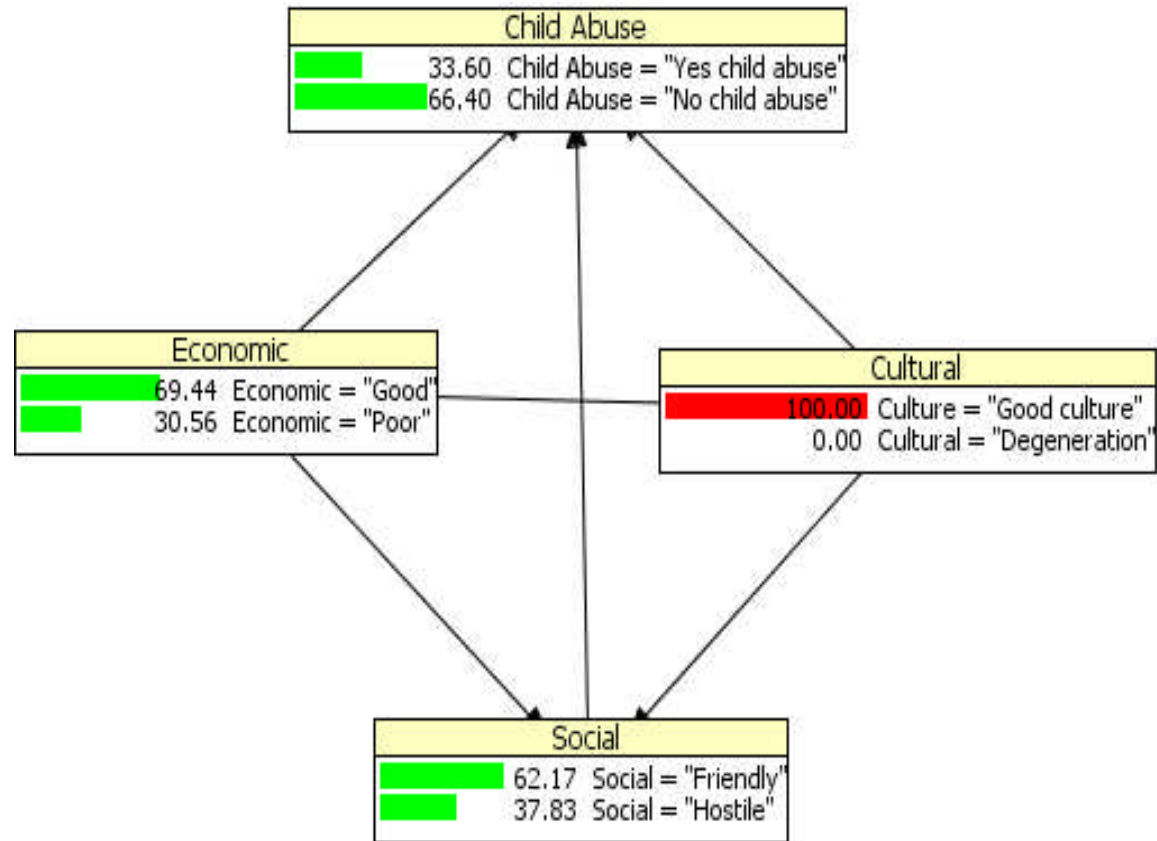 Child Abuse
33.60 Child Abuse = "Yes child abuse"
66.40 Child Abuse = "No child abuse"
Economic
69.44 Economic = "Good"
30.56 Economic = "Poor"
Cultural
100.00 Culture = "Good culture"
0.00 Cultural = "Degeneration"
Social
62.17 Social = "Friendly"
37.83 Social = "Hostile"